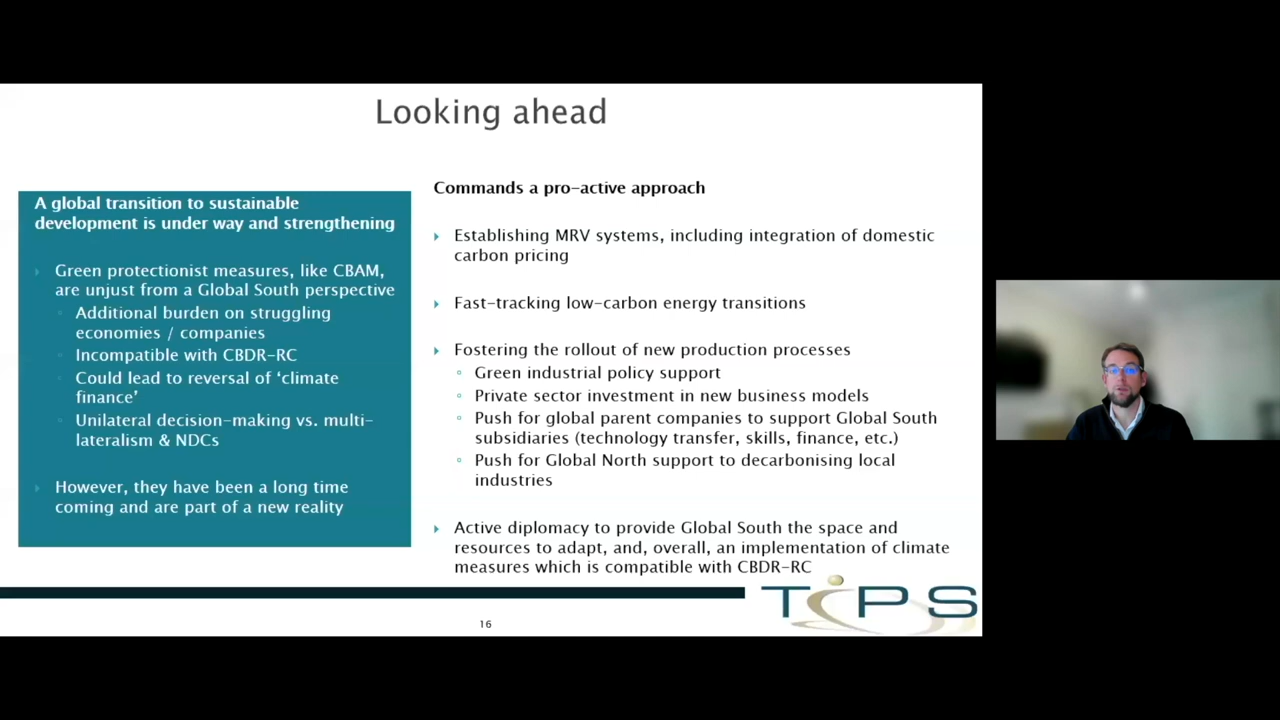 Looking ahead
A global transition to sustainable
development is under way and strengthening
Green protectionist measures, like CBAM,
are unjust from a Global South perspective
Additional burden on struggling
economies / companies
Incompatible with CBDR-RC
Could lead to reversal of ‘climate
finance’
Unilateral decision-making vs. multi-
lateralism & NDCs
However, they have been a long time
coming and are part of a new reality
Commands a pro-active approach
Establishing MRV systems, including integration of domestic
carbon pricing
Fast-tracking low-carbon energy transitions
Fostering the rollout of new production processes
Green industrial policy support
Private sector investment in new business models
Push for global parent companies to support Global South
subsidiaries (technology transfer, skills, finance, etc.)
Push for Global North support to decarbonising local
industries
Active diplomacy to provide Global South the space and
resources to adapt, and, overall, an implementation of climate
measures which is compatible with CBDR-RC
TiPS
16